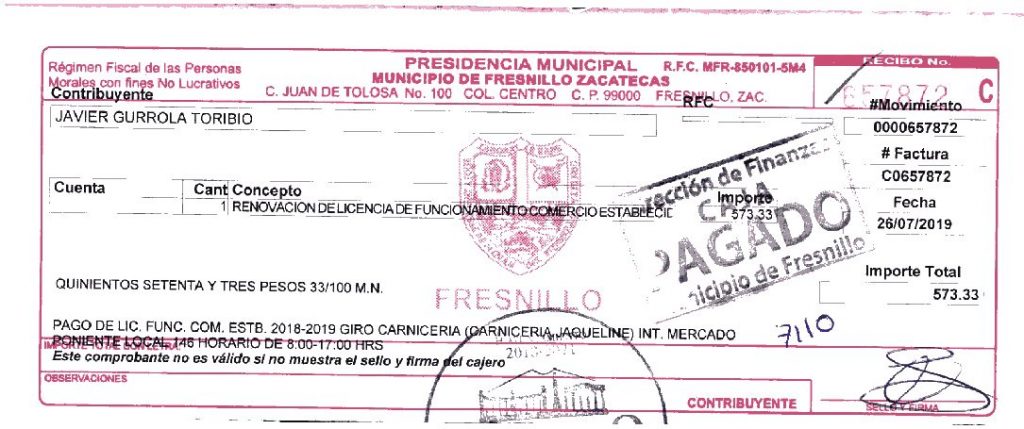 Régimen Fiscal de las Personas
Morales con fines No Lucrativos
PRESIDENCIA MUNICIPAL
MUNICIPIO DE FRESNILLO ZACATECAS
R.F.C. MFR-850101-5M4
C. JUAN DE TOLOSA No. 100 COL. CENTRO C. P. 99000 FRESNILLO, ZAC.
RECIBO No.
657872 C
Contribuyente
RFC
#Movimiento
JAVIER GURROLA TORIBIO
0000657872
# Factura
C0657872
Fecha
26/07/2019
Cuenta Cant Concepto Importe
1 RENOVACION DE LICENCIA DE FUNCIONAMIENTO COMERCIO ESTABLECID 573.33
rección de Finanzas
CAJA
PAGADO
nicipio de Fresnillo
Importe Total
573.33
QUINIENTOS SETENTA Y TRES PESOS 33/100 M.N.
FRESNILLO
PAGO DE LIC. FUNC. COM. ESTB. 2018-2019 GIRO CARNICERIA (CARNICERIA JAQUELINE) INT. MERCADO
PONIENTE LOCAL 146 HORARIO DE 8:00-17:00 HRS
7110
Este comprobante no es válido si no muestra el sello y firma del cajero
2018-2021
OBSERVACIONES
CONTRIBUYENTE
SELLO Y FIRMA